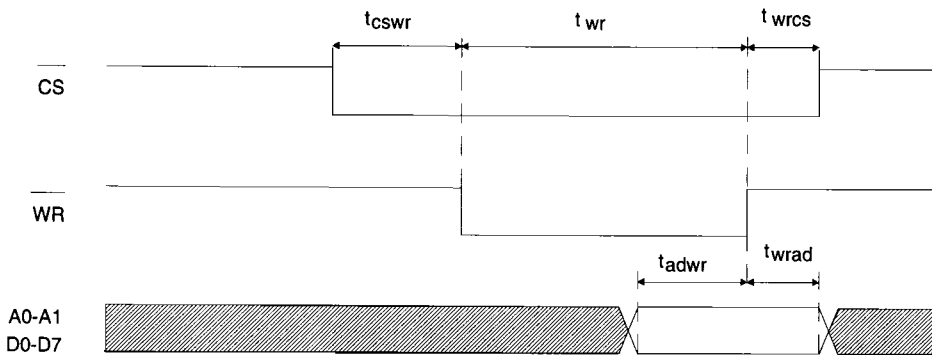 tcswr
t wr
t wrcs
CS
WR
tadwr
twrad
A0-A1
D0-D7